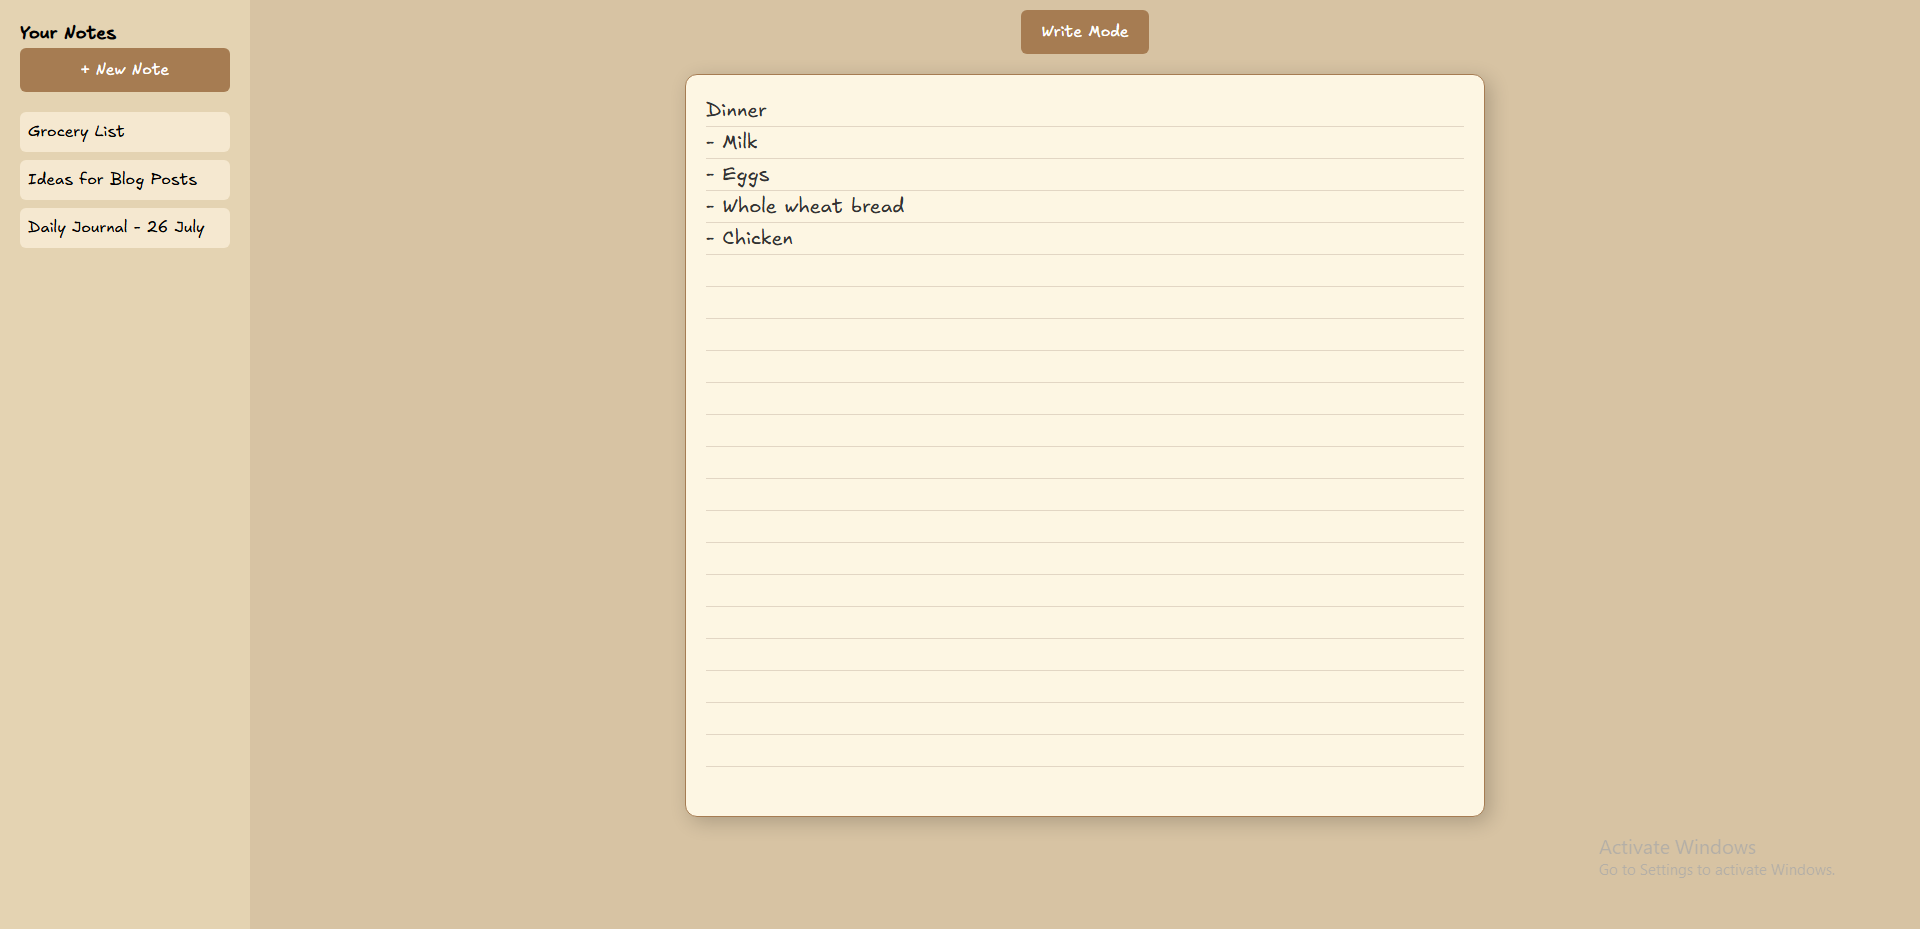 Your Notes
+ New Note
Grocery List
Ideas for Blog Posts
Daily Journal - 26 July
Write Mode
Dinner
- Milk
- Eggs
- Whole wheat bread
- Chicken
Activate Windows
Go to Settings to activate Windows.